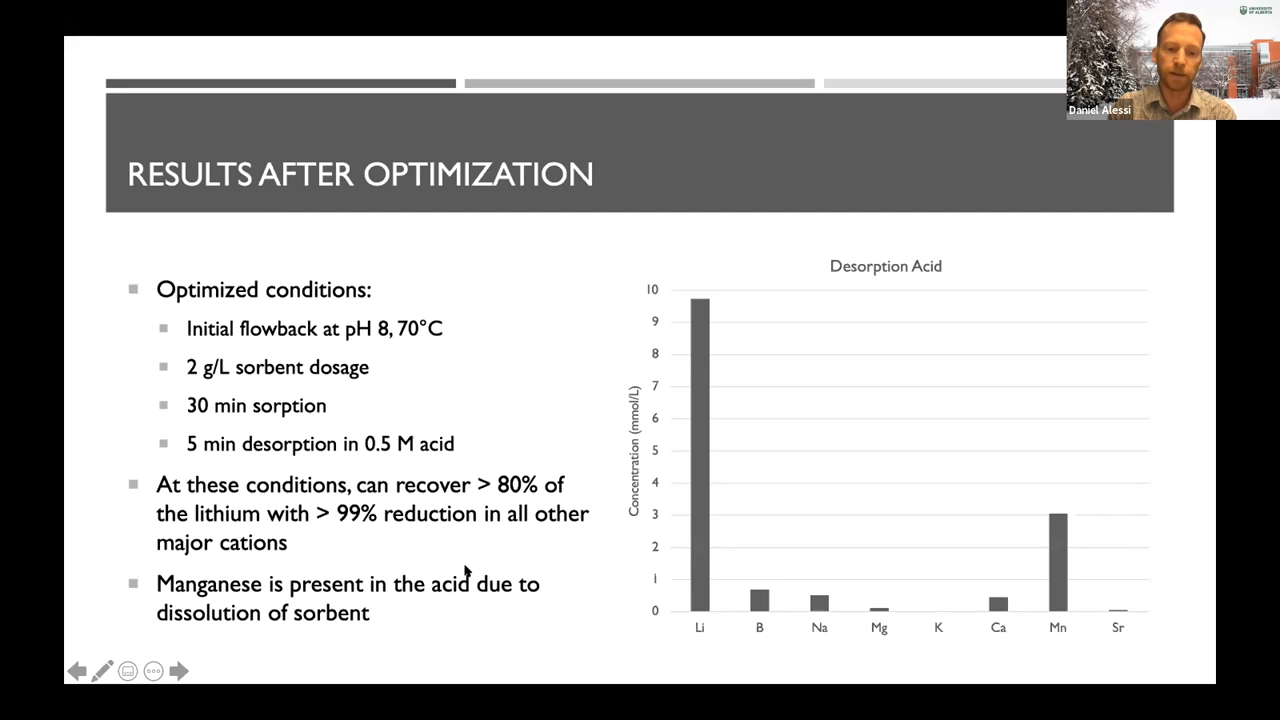 UNIVERSITY
OF ALBERTA
Daniel Alessi
RESULTS AFTER OPTIMIZATION
Optimized conditions:
Initial flowback at pH 8, 70°C
2 g/L sorbent dosage
30 min sorption
5 min desorption in 0.5 M acid
At these conditions, can recover > 80% of
the lithium with > 99% reduction in all other
major cations
Manganese is present in the acid due to
dissolution of sorbent
Desorption Acid
Concentration (mmol/L)
10
9
8
7
6
5
4
3
2
1
0
Li B Na Mg K Ca Mn Sr